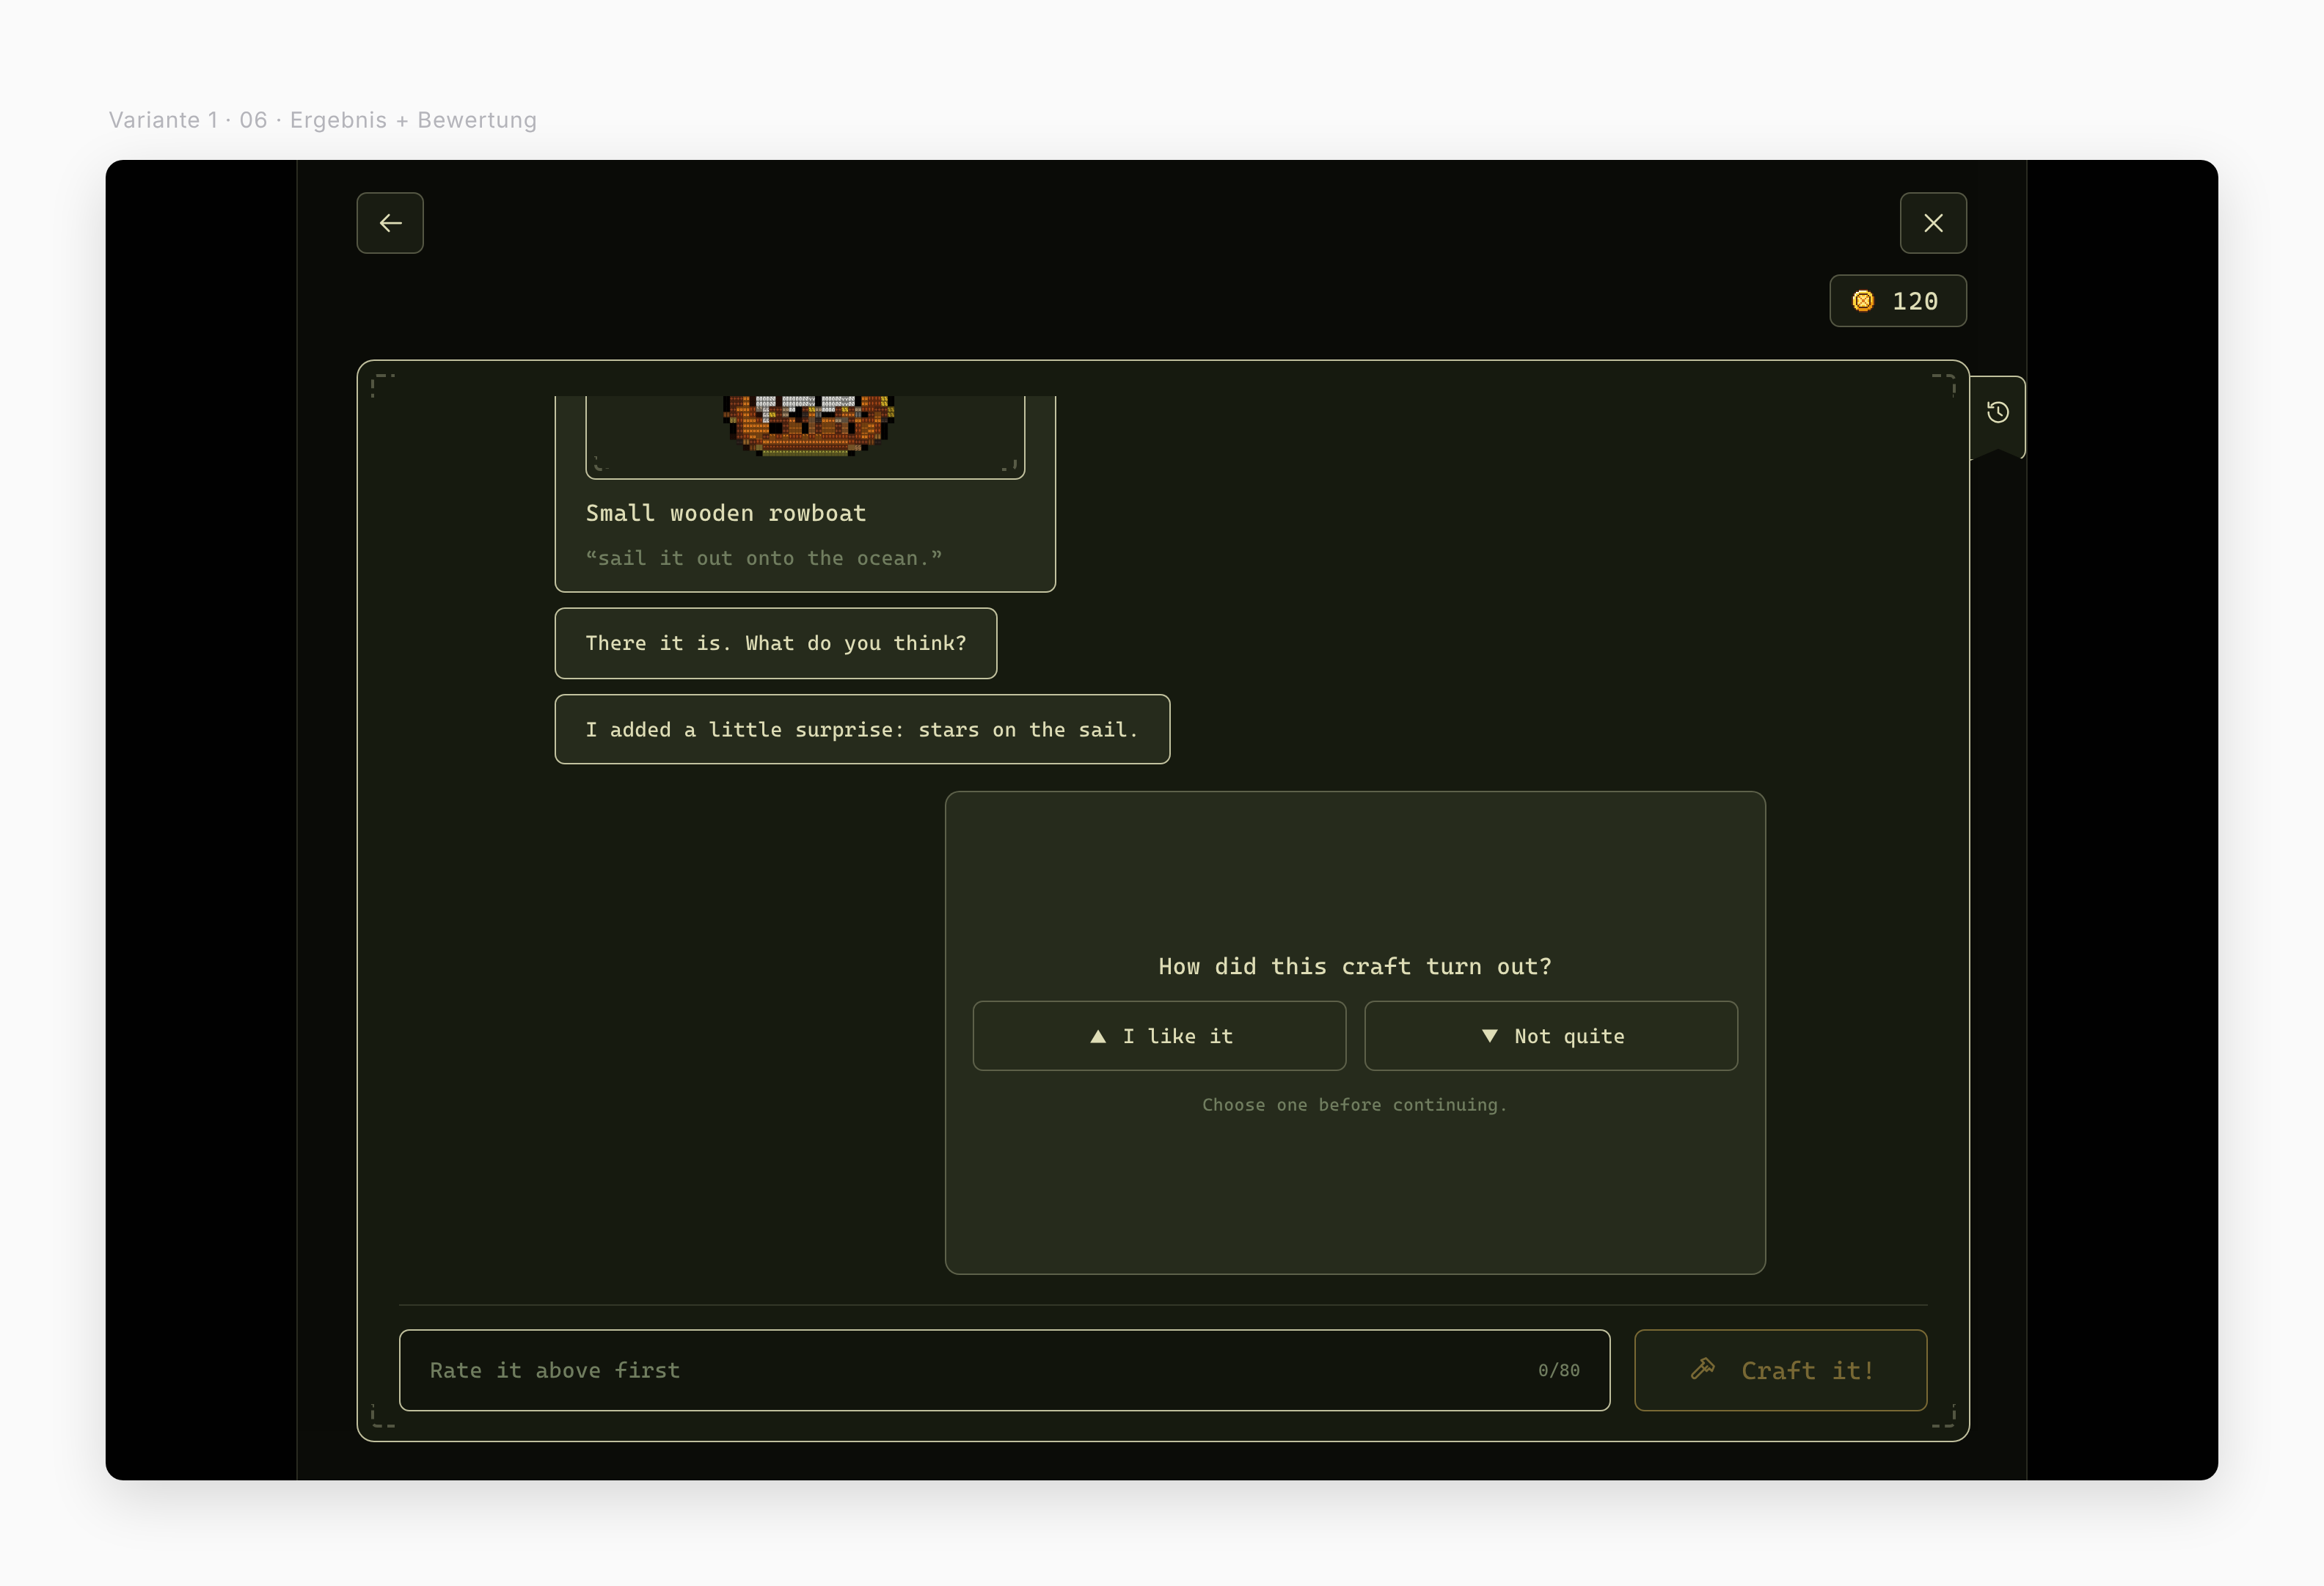 Variante 1 · 06 · Ergebnis + Bewertung
120
Small wooden rowboat
“sail it out onto the ocean.”
There it is. What do you think?
I added a little surprise: stars on the sail.
How did this craft turn out?
▲ I like it
▼ Not quite
Choose one before continuing.
Rate it above first
0/80
Craft it!